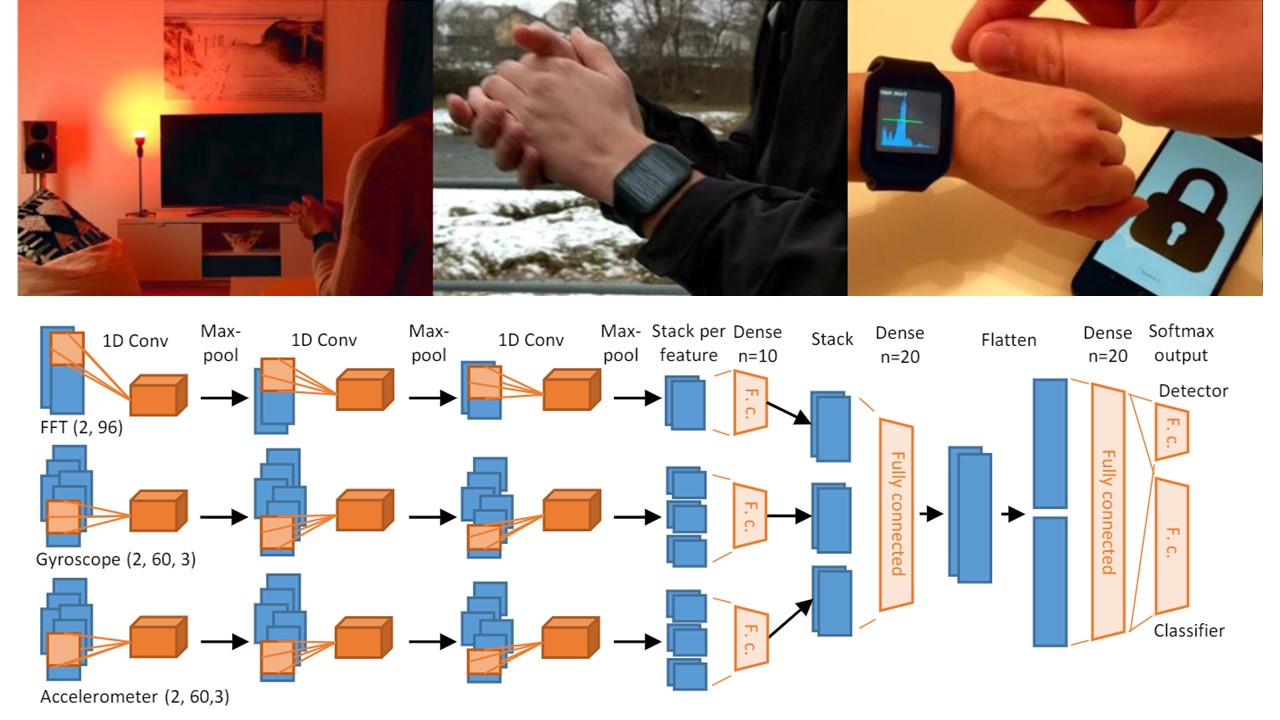 1D Conv
Max-
pool
1D Conv
Max-
pool
1D Conv
Max-
pool
Stack per
feature
Dense
n=10
Stack
Dense
n=20
Flatten
Dense
n=20
Softmax
output
Detector
F. c.
F. c.
FFT (2, 96)
Fully connected
Fully connected
F. c.
F. c.
Gyroscope (2, 60, 3)
F. c.
Classifier
Accelerometer (2, 60,3)